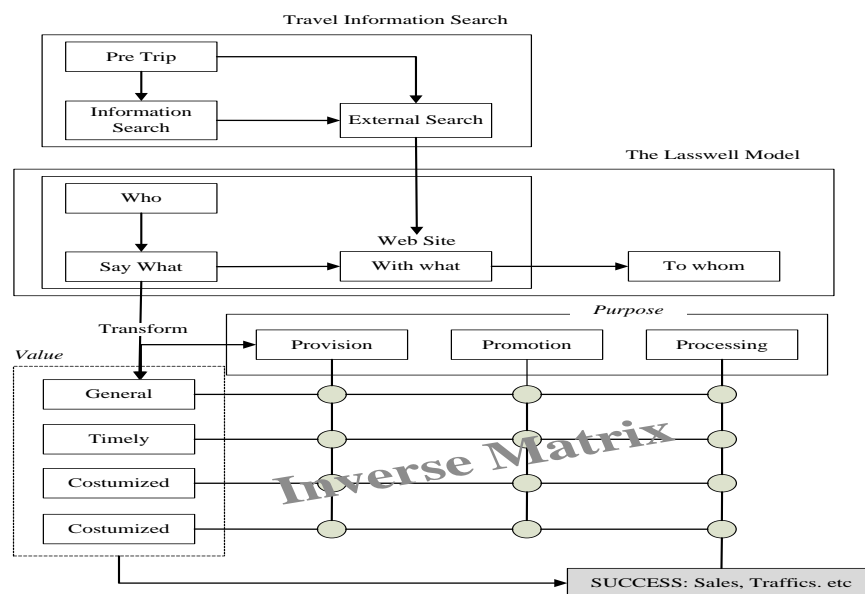 Travel Information Search
Pre Trip
Information
Search
External Search
The Lasswell Model
Who
Web Site
Say What
With what
To whom
Transform
Purpose
Value
Provision
Promotion
Processing
General
Timely
Costumized
Costumized
Inverse Matrix
SUCCESS: Sales, Traffics. etc